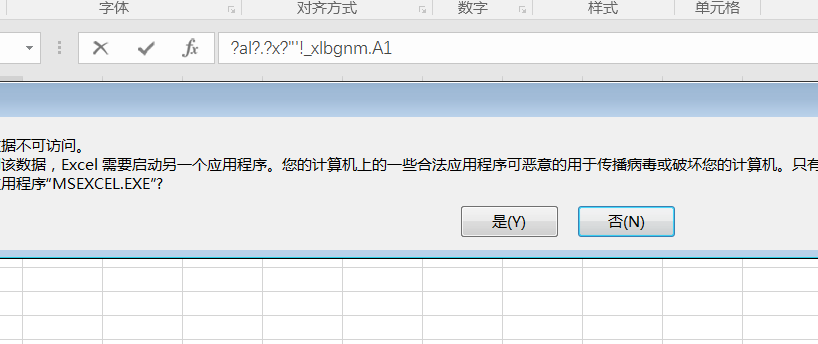 字体 对齐方式 数字 样式 单元格
fx ?al?.?x?"'!_xlbgnm.A1
据不可访问。
该数据，Excel 需要启动另一个应用程序。您的计算机上的一些合法应用程序可恶意的用于传播病毒或破坏您的计算机。只有
用程序“MSEXCEL.EXE”?
是(Y) 否(N)